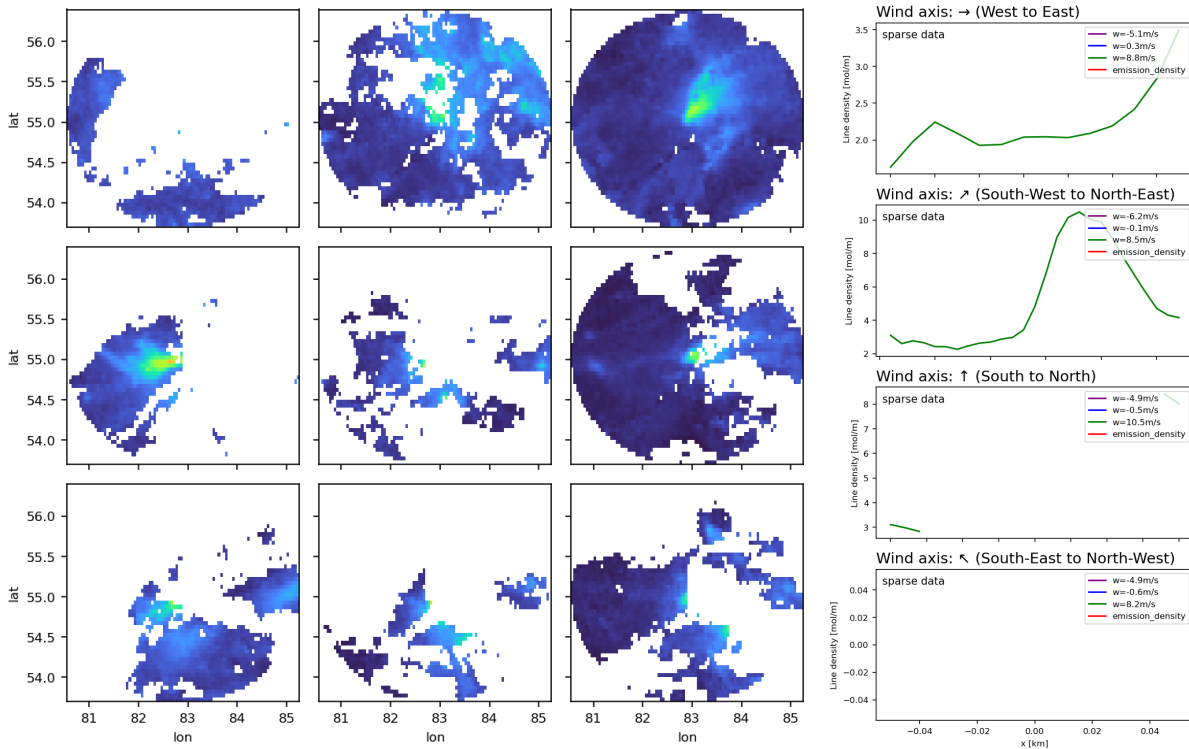 56.0
55.5
55.0
54.5
54.0
lat
56.0
55.5
55.0
54.5
54.0
lat
56.0
55.5
55.0
54.5
54.0
lat
81 82 83 84 85
lon
81 82 83 84 85
lon
81 82 83 84 85
lon
Wind axis: → (West to East)
sparse data
w=-5.1m/s
w=0.3m/s
w=8.8m/s
emission_density
3.5
3.0
2.5
2.0
Line density [mol/m]
Wind axis: ↗ (South-West to North-East)
sparse data
w=-6.2m/s
w=-0.1m/s
w=8.5m/s
emission_density
10
8
6
4
2
Line density [mol/m]
Wind axis: ↑ (South to North)
sparse data
w=-4.9m/s
w=-0.5m/s
w=10.5m/s
emission_density
8
7
6
5
4
3
Line density [mol/m]
Wind axis: ↖ (South-East to North-West)
sparse data
w=-4.9m/s
w=-0.6m/s
w=8.2m/s
emission_density
0.04
0.02
0.00
−0.02
−0.04
Line density [mol/m]
−0.04 −0.02 0.00 0.02 0.04
x [km]